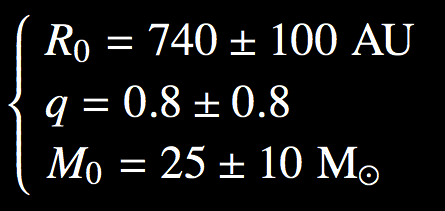 R₀ = 740 ± 100 AU
q = 0.8 ± 0.8
M₀ = 25 ± 10 M☉